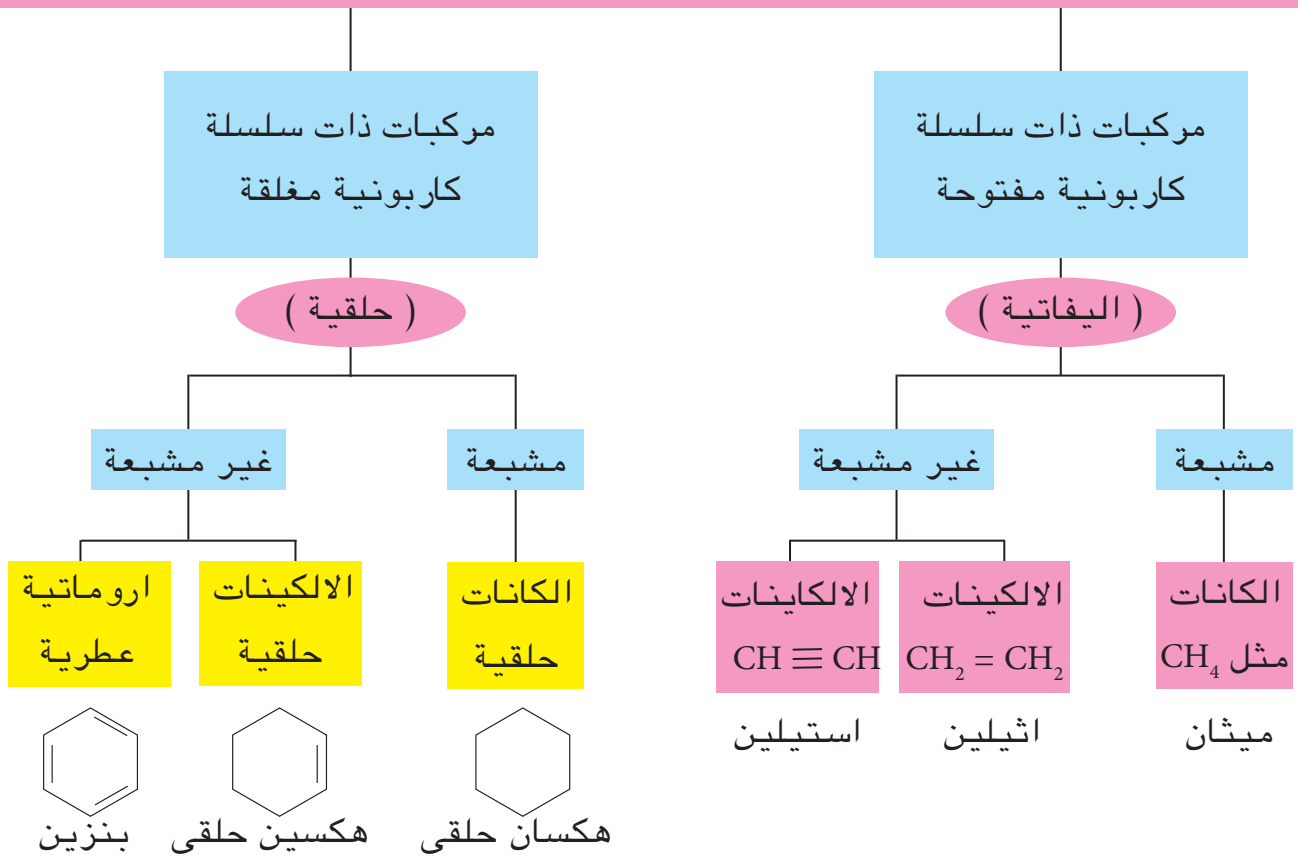 مركبات ذات سلسلة
كاربونية مفتوحة
( اليفاتية )
مشبعة
غير مشبعة
الكانات
مثل CH₄
ميثان
الالكينات
CH₂ = CH₂
اثيلين
الالكاينات
CH ≡ CH
استيلين
مركبات ذات سلسلة
كاربونية مغلقة
( حلقية )
مشبعة
غير مشبعة
الكانات
حلقية
هكسان حلقي
الالكينات
حلقية
هكسين حلقي
اروماتية
عطرية
بنزين